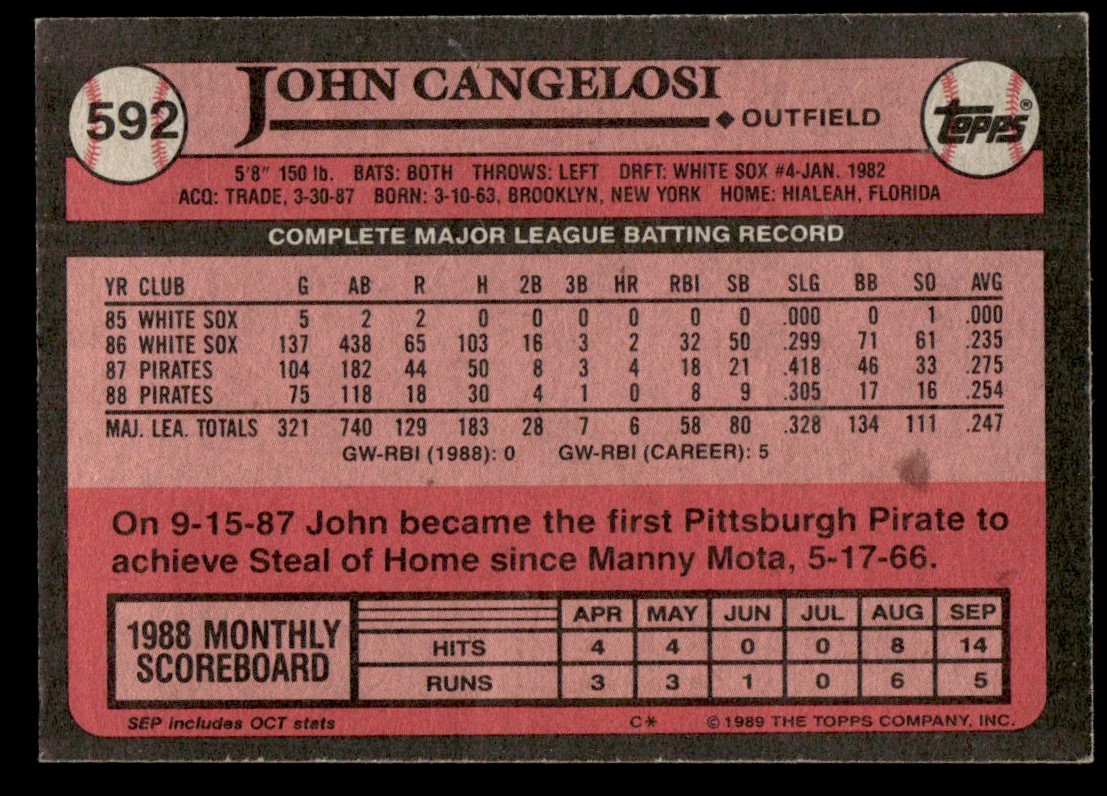 592
JOHN CANGELOSI
◆ OUTFIELD
TOPPS®
5'8" 150 lb. BATS: BOTH THROWS: LEFT DRFT: WHITE SOX #4-JAN. 1982
ACQ: TRADE, 3-30-87 BORN: 3-10-63, BROOKLYN, NEW YORK HOME: HIALEAH, FLORIDA
COMPLETE MAJOR LEAGUE BATTING RECORD
YR CLUB G AB R H 2B 3B HR RBI SB SLG BB SO AVG
85 WHITE SOX 5 2 2 0 0 0 0 0 0 .000 0 1 .000
86 WHITE SOX 137 438 65 103 16 3 2 32 50 .299 71 61 .235
87 PIRATES 104 182 44 50 8 3 4 18 21 .418 46 33 .275
88 PIRATES 75 118 18 30 4 1 0 8 9 .305 17 16 .254
MAJ. LEA. TOTALS 321 740 129 183 28 7 6 58 80 .328 134 111 .247
GW-RBI (1988): 0 GW-RBI (CAREER): 5
On 9-15-87 John became the first Pittsburgh Pirate to
achieve Steal of Home since Manny Mota, 5-17-66.
1988 MONTHLY
SCOREBOARD
APR MAY JUN JUL AUG SEP
HITS 4 4 0 0 8 14
RUNS 3 3 1 0 6 5
SEP includes OCT stats C* © 1989 THE TOPPS COMPANY, INC.